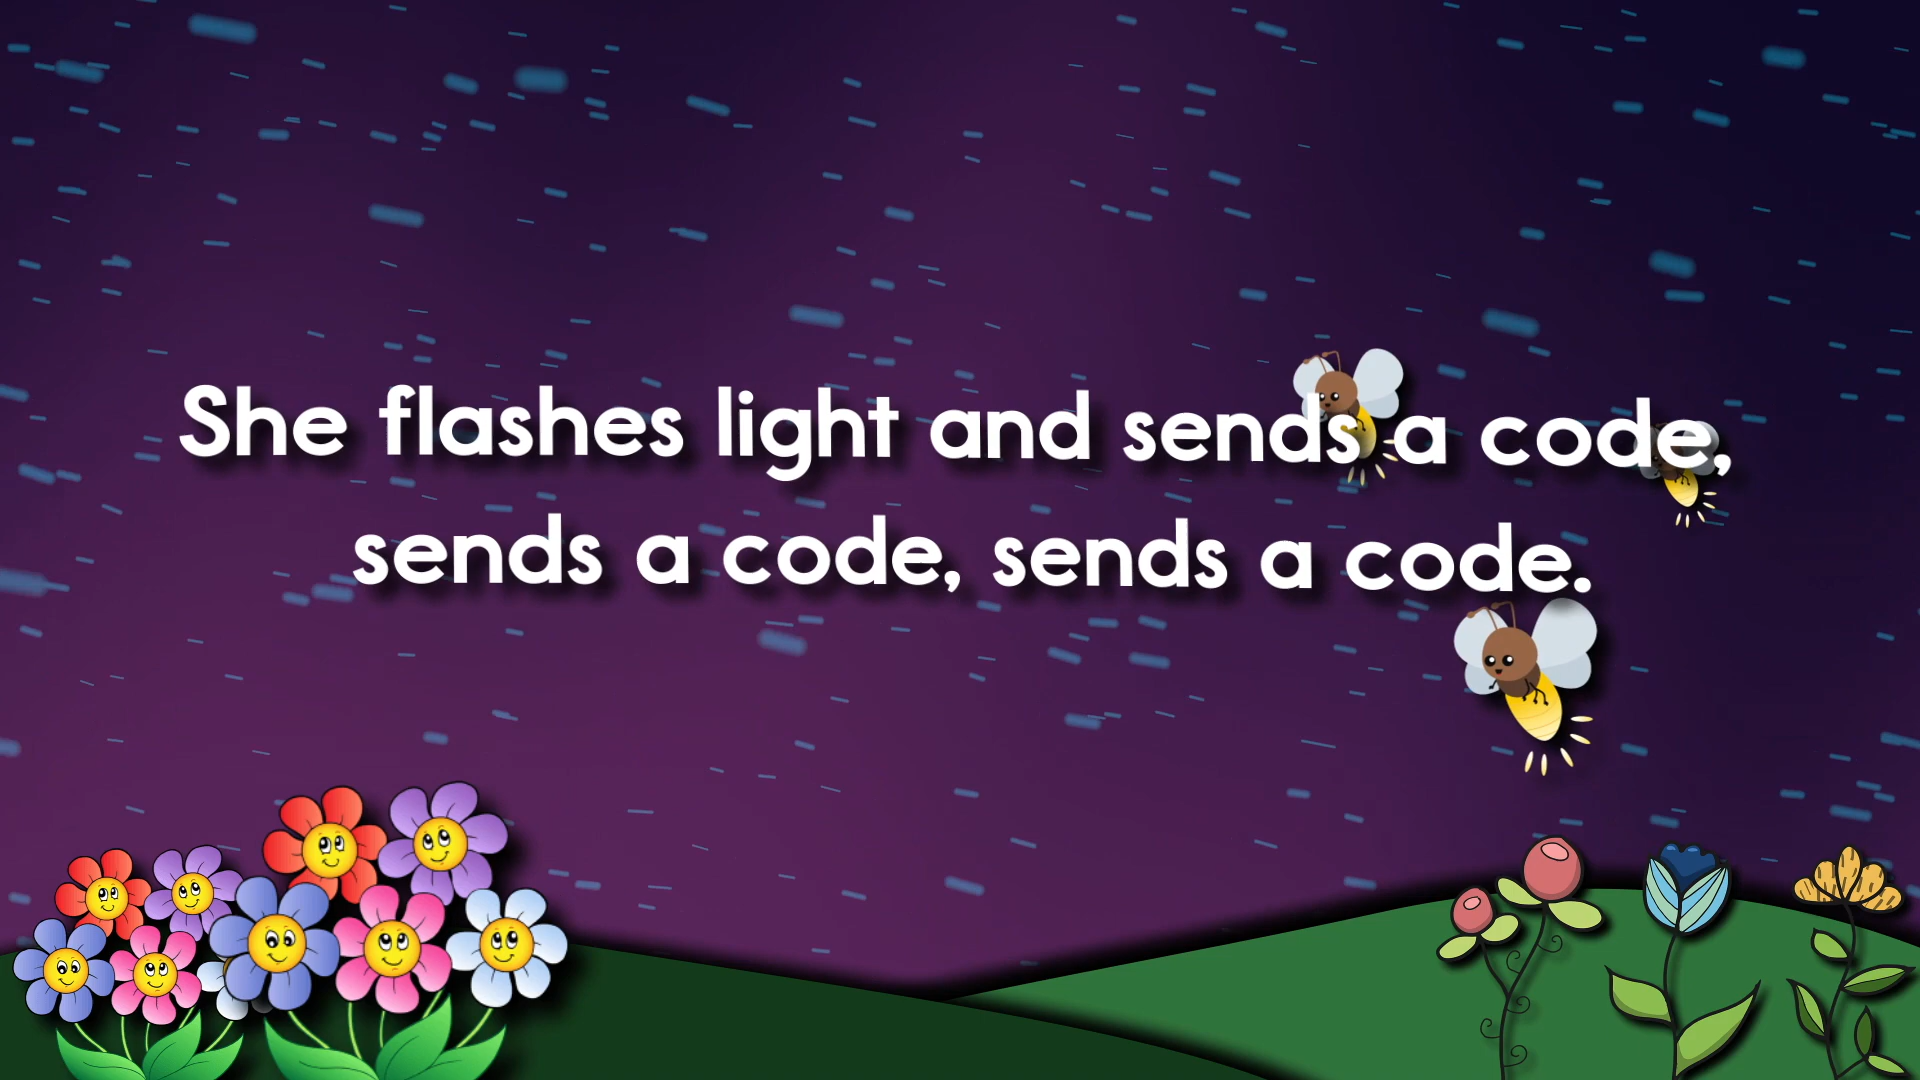 She flashes light and sends a code,
sends a code, sends a code.